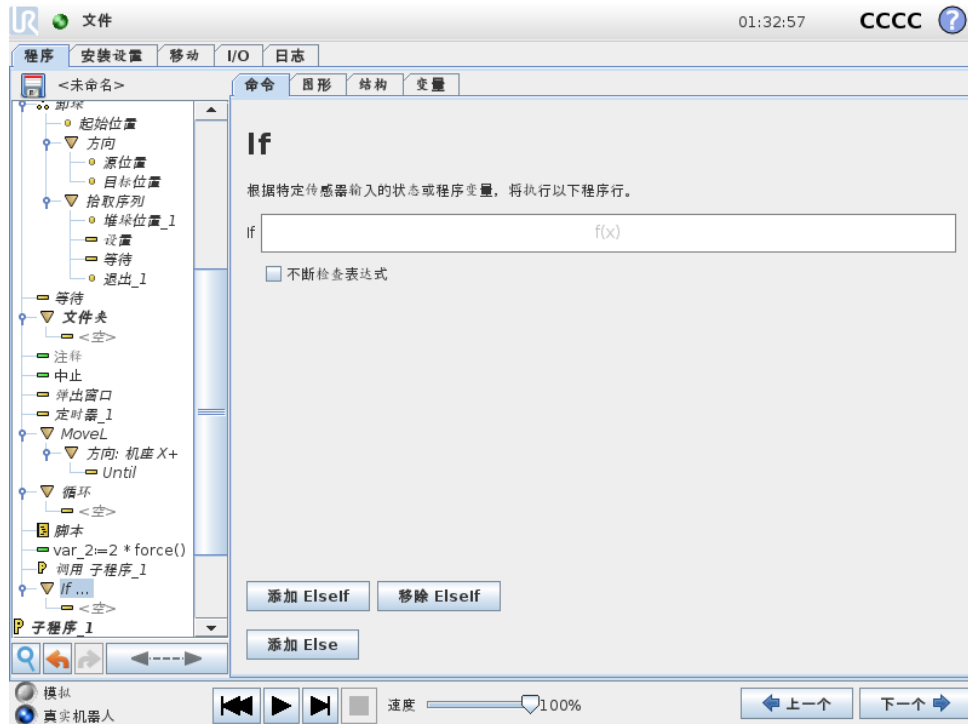 UR 文件 01:32:57 CCCC ?
程序 安装设置 移动 I/O 日志
<未命名> 命令 图形 结构 变量
卸垛
起始位置
方向
源位置
目标位置
拾取序列
堆垛位置_1
设置
等待
退出_1
等待
文件夹
<空>
注释
中止
弹出窗口
定时器_1
MoveL
方向: 机座 X+
Until
循环
<空>
脚本
var_2≔2 * force()
调用 子程序_1
If ...
<空>
子程序_1
If
根据特定传感器输入的状态或程序变量，将执行以下程序行。
If f(x)
不断检查表达式
添加 ElseIf 移除 ElseIf
添加 Else
模拟
真实机器人
速度 100%
上一个 下一个